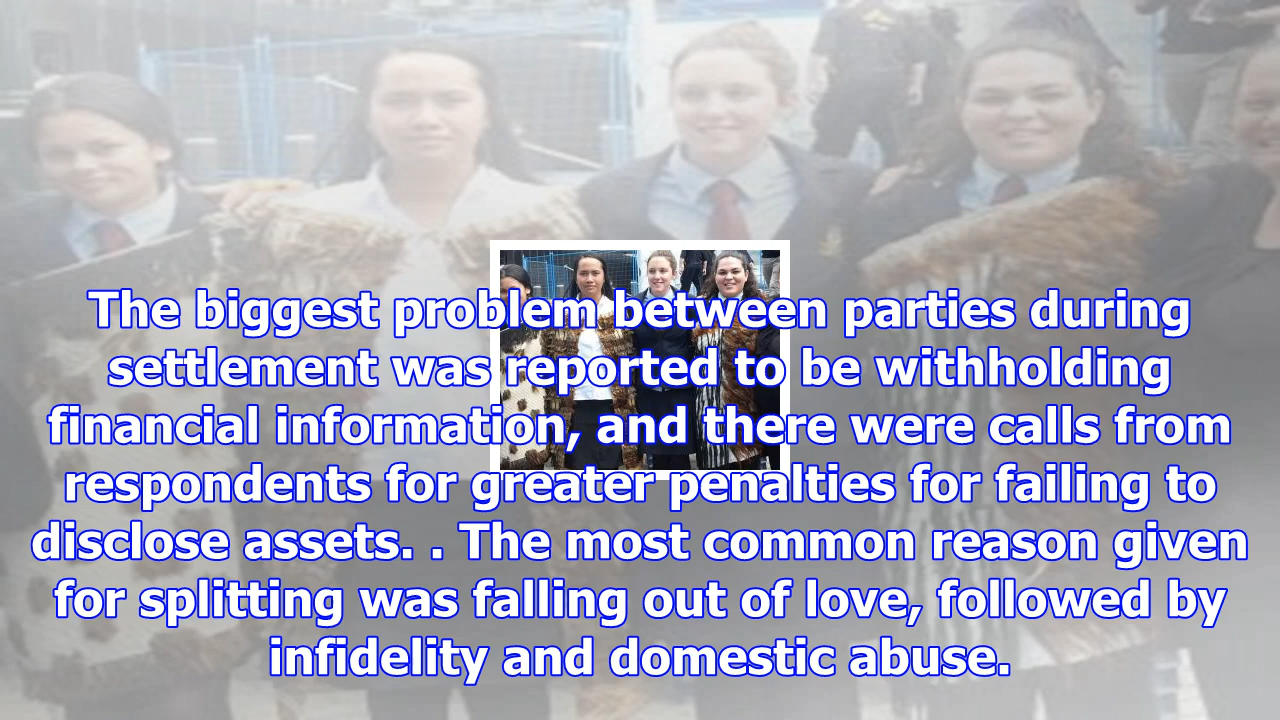 The biggest problem between parties during
settlement was reported to be withholding
financial information, and there were calls from
respondents for greater penalties for failing to
disclose assets. . The most common reason given
for splitting was falling out of love, followed by
infidelity and domestic abuse.